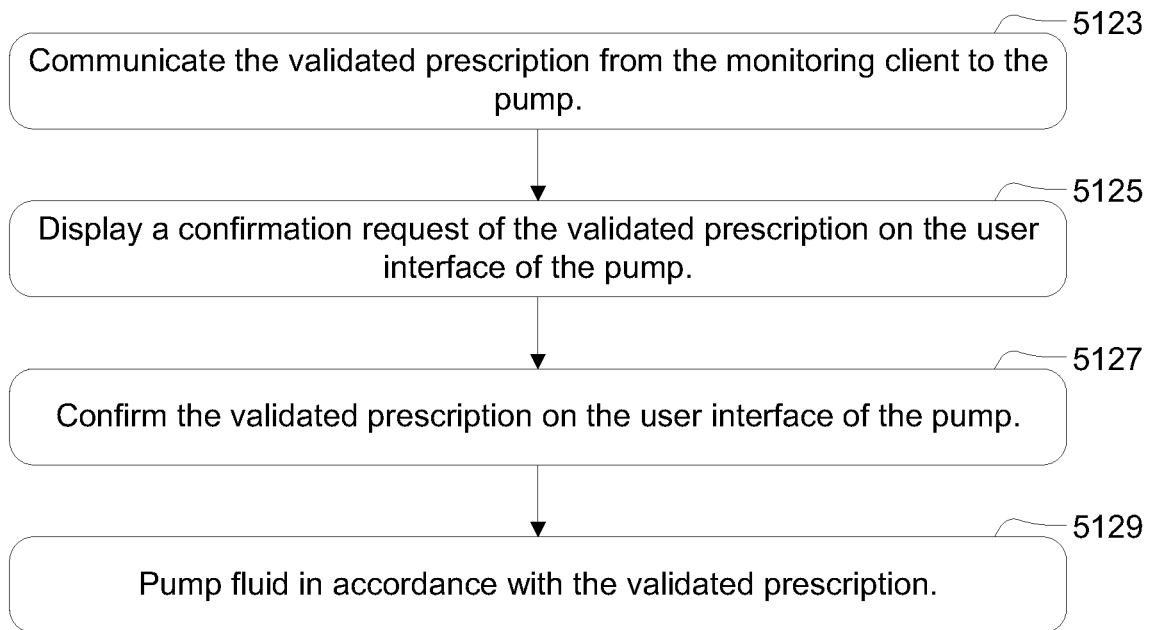 5123
Communicate the validated prescription from the monitoring client to the
pump.
5125
Display a confirmation request of the validated prescription on the user
interface of the pump.
5127
Confirm the validated prescription on the user interface of the pump.
5129
Pump fluid in accordance with the validated prescription.